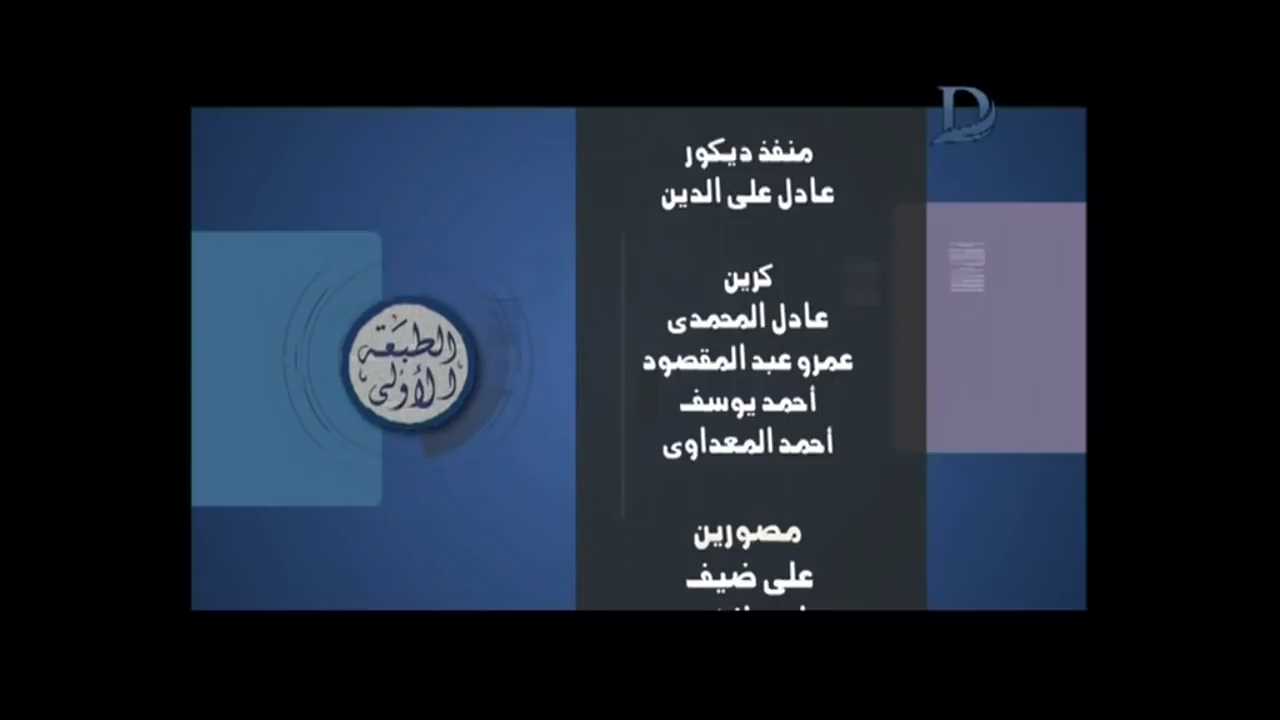 منفذ ديكور
عادل على الدين
كرين
عادل المحمدى
عمرو عبد المقصود
أحمد يوسف
أحمد المعداوى
مصورين
على ضيف
الطبعَة
الأولى
D